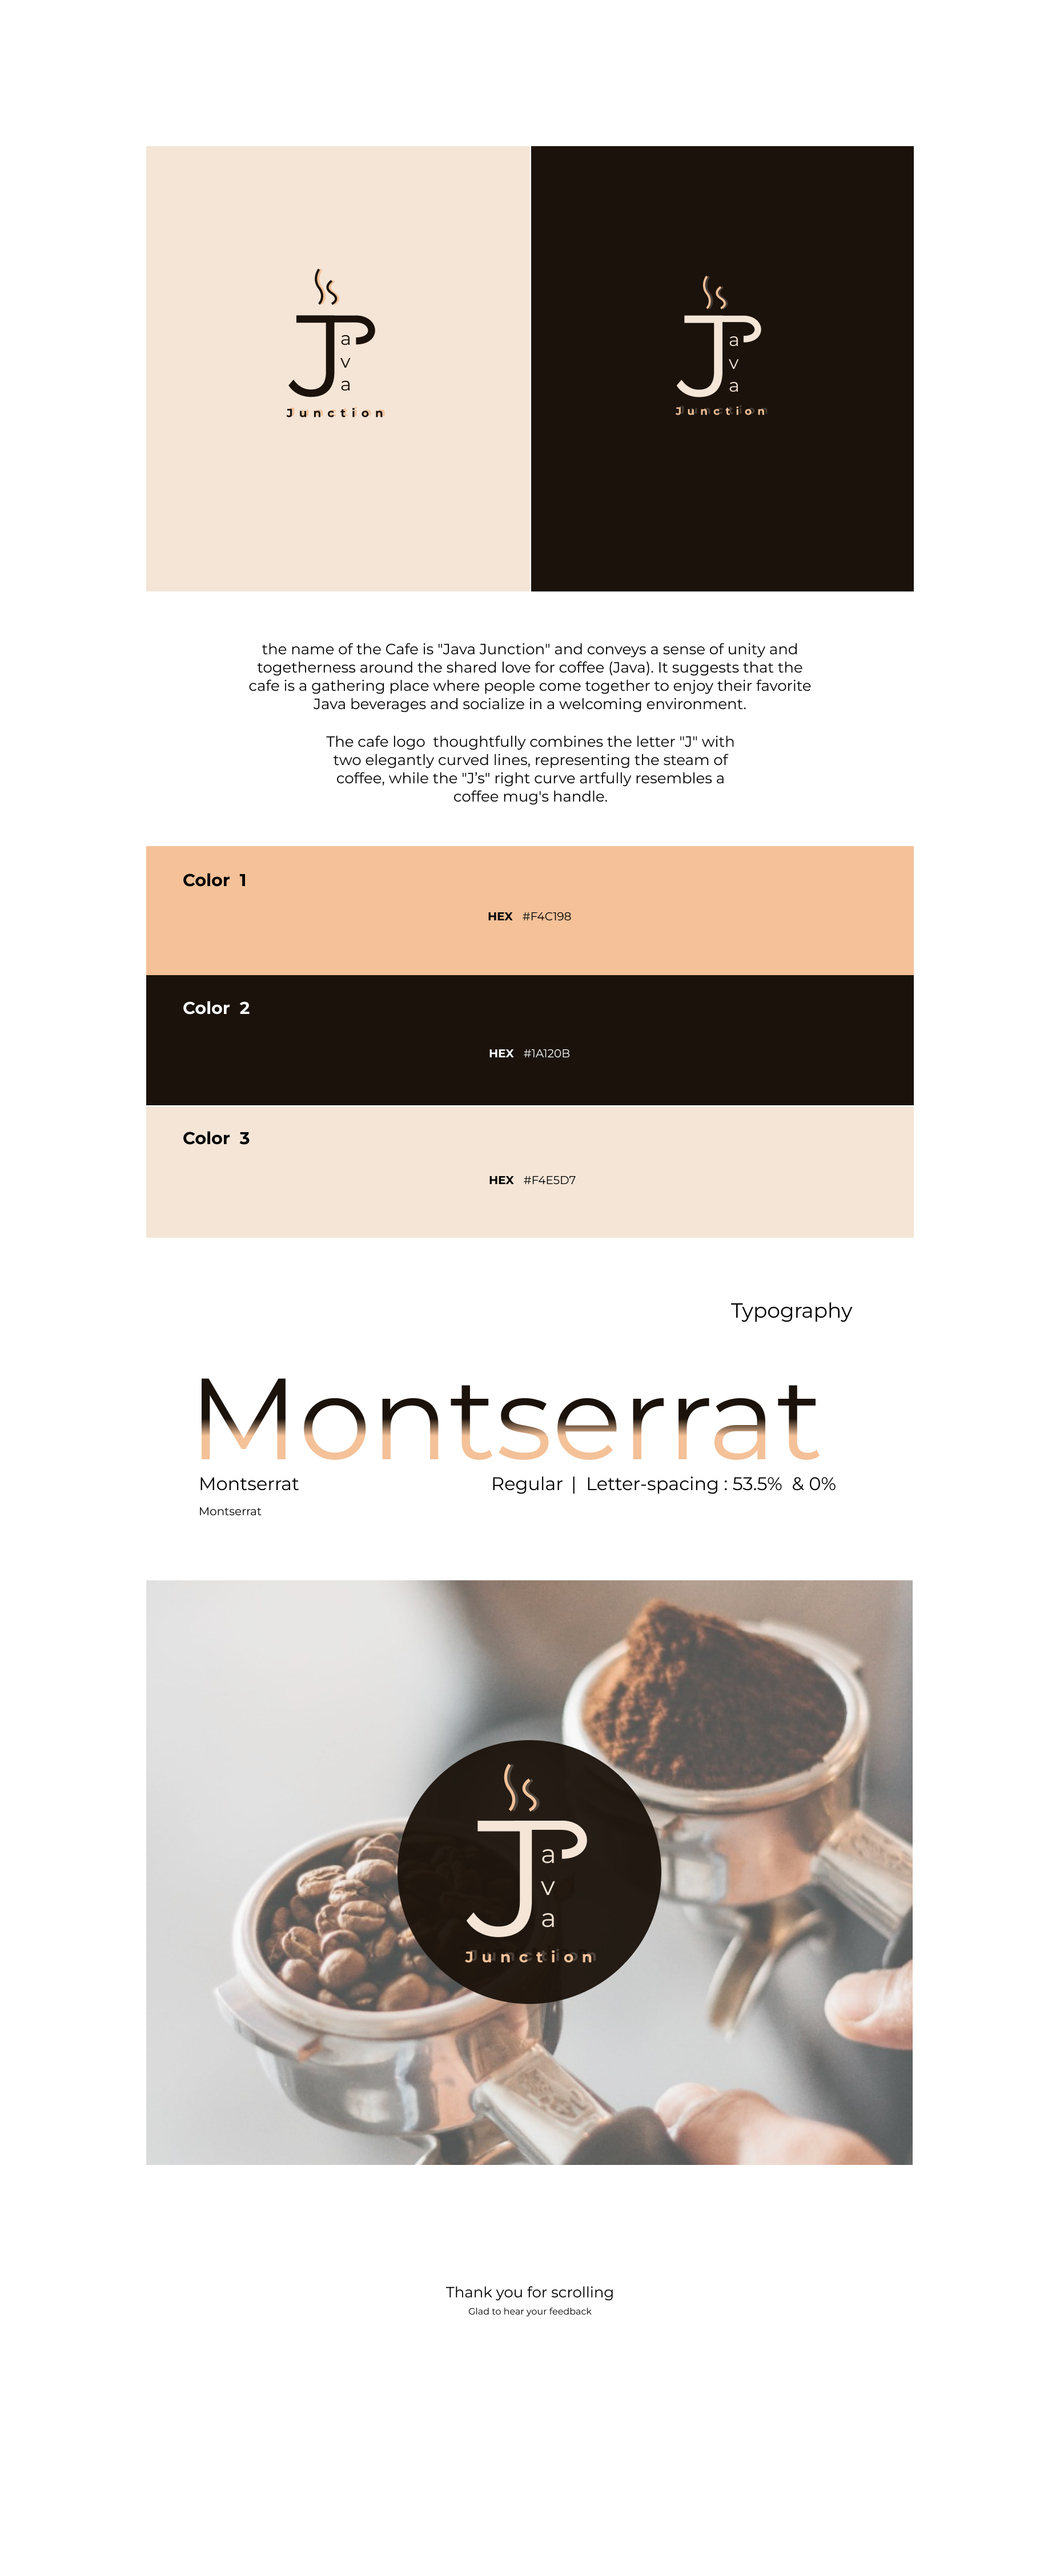 J
a
v
a
Junction
J
a
v
a
Junction
the name of the Cafe is "Java Junction" and conveys a sense of unity and
togetherness around the shared love for coffee (Java). It suggests that the
cafe is a gathering place where people come together to enjoy their favorite
Java beverages and socialize in a welcoming environment.
The cafe logo  thoughtfully combines the letter "J" with
two elegantly curved lines, representing the steam of
coffee, while the "J’s" right curve artfully resembles a
coffee mug's handle.
Color 1
HEX #F4C198
Color 2
HEX #1A120B
Color 3
HEX #F4E5D7
Typography
Montserrat
Montserrat
Regular | Letter-spacing : 53.5% & 0%
Montserrat
J
a
v
a
Junction
Thank you for scrolling
Glad to hear your feedback